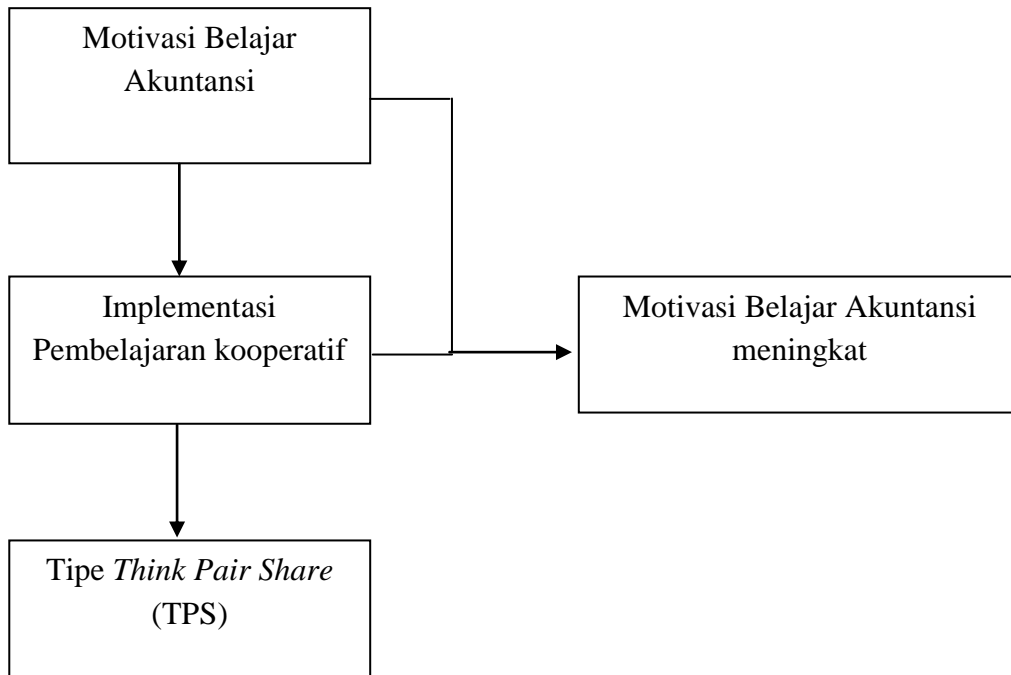 Motivasi Belajar
Akuntansi
Implementasi
Pembelajaran kooperatif
Motivasi Belajar Akuntansi
meningkat
Tipe Think Pair Share
(TPS)